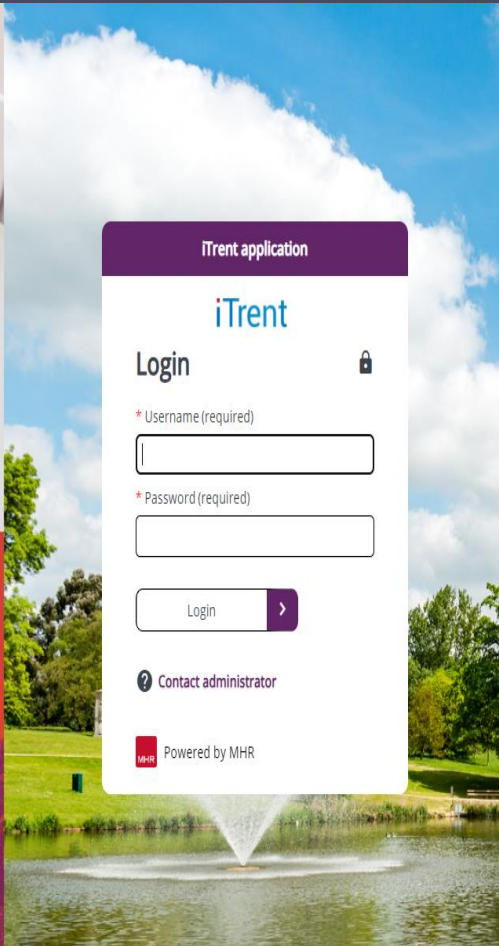 iTrent application
iTrent
Login
* Username (required)
* Password (required)
Login
? Contact administrator
MHR Powered by MHR